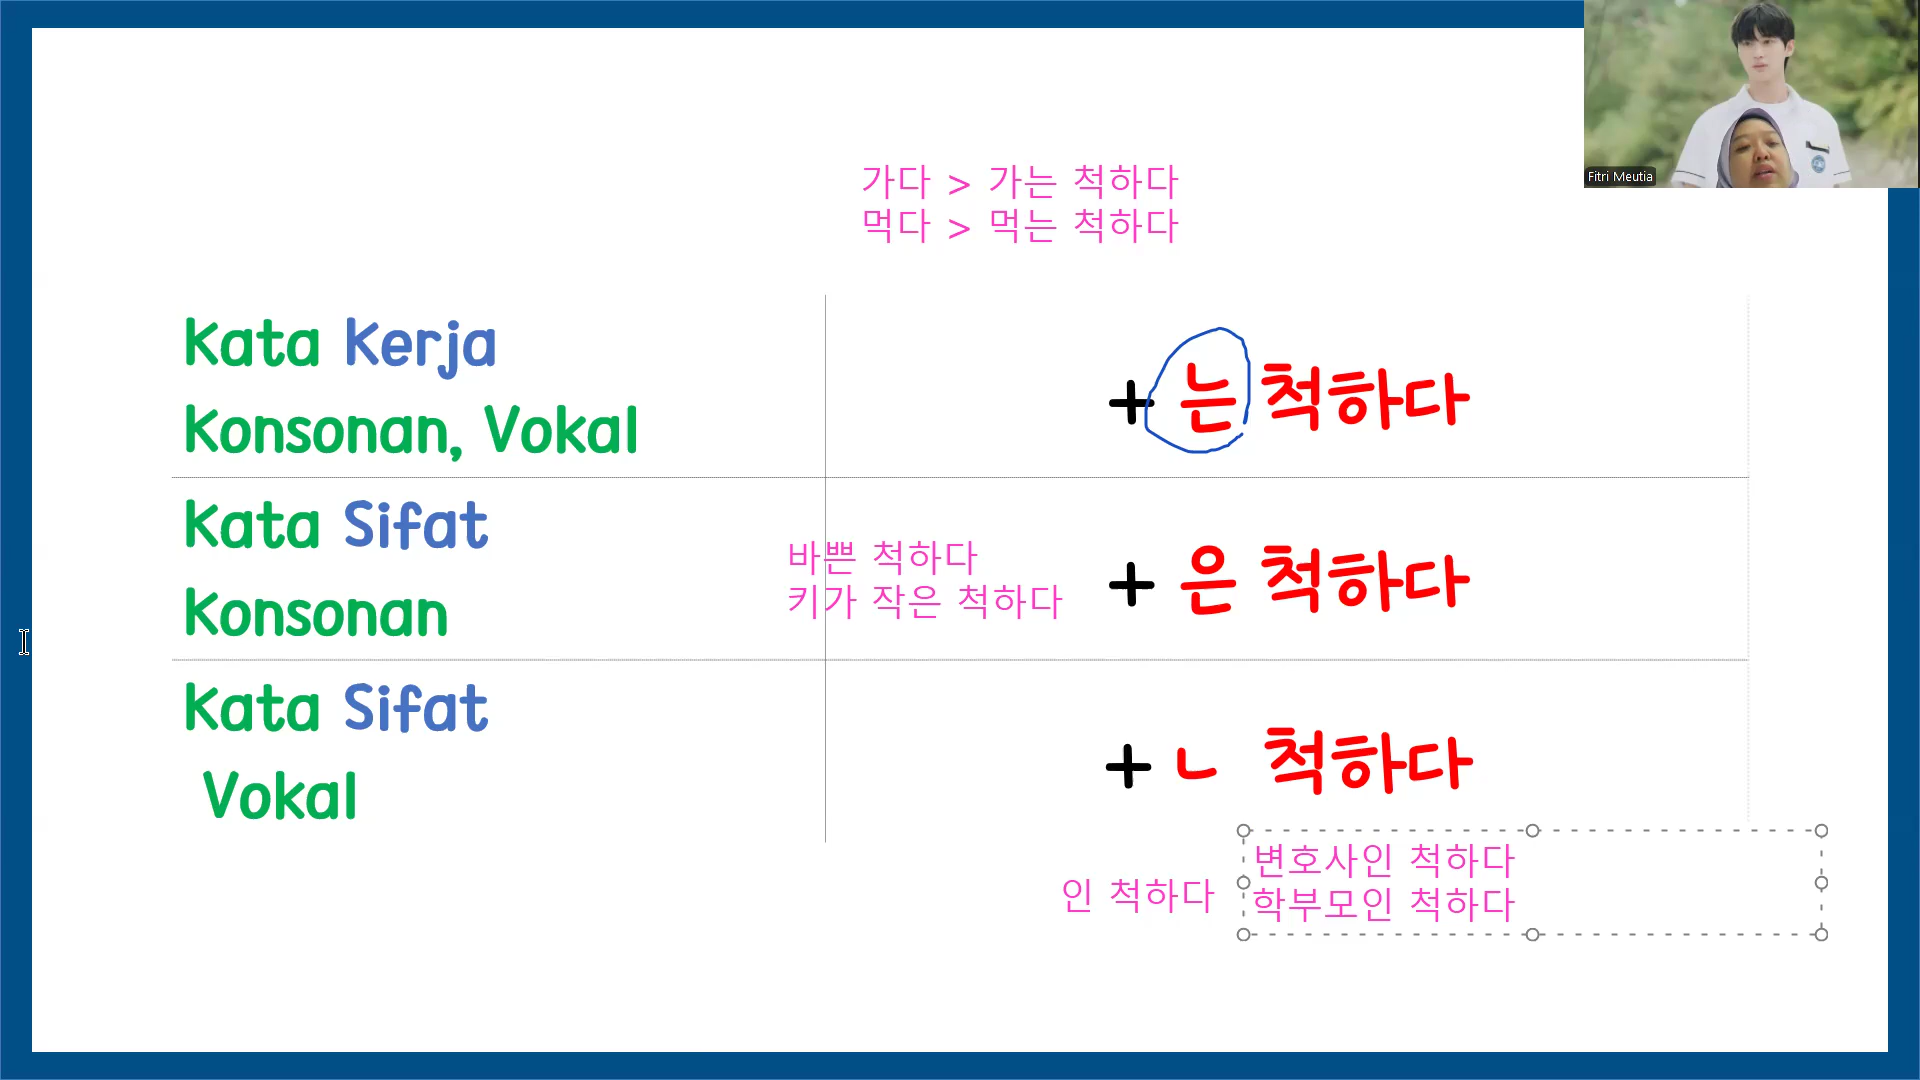 Fitri Meutia
가다 > 가는 척하다
먹다 > 먹는 척하다
Kata Kerja
Konsonan, Vokal
+ 는 척하다
Kata Sifat
Konsonan
바쁜 척하다
키가 작은 척하다
+ 은 척하다
Kata Sifat
Vokal
+ ㄴ 척하다
인 척하다
변호사인 척하다
학부모인 척하다